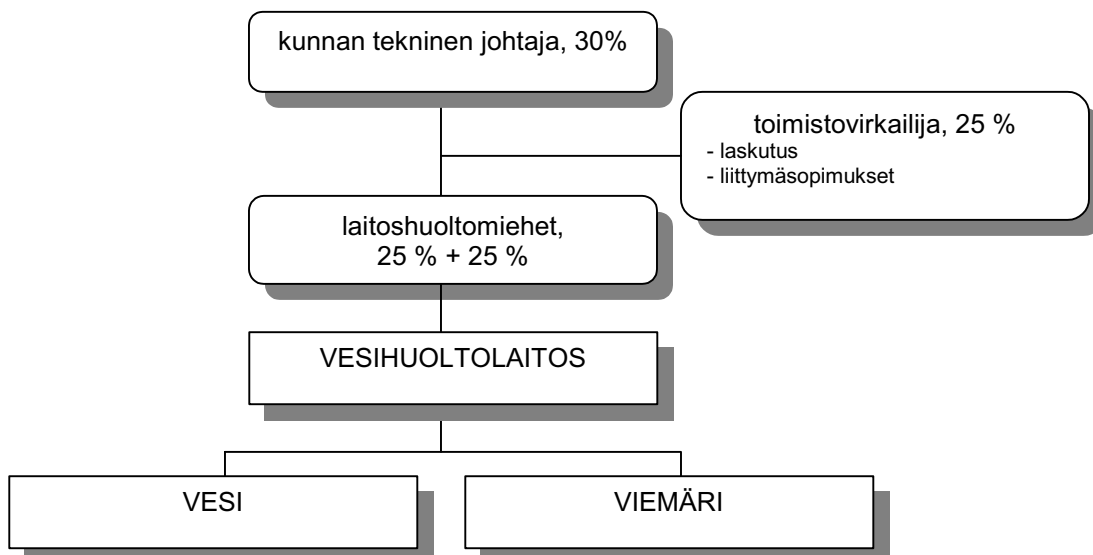 kunnan tekninen johtaja, 30%
toimistovirkailija, 25 %
- laskutus
- liittymäsopimukset
laitoshuoltomiehet,
25 % + 25 %
VESIHUOLTOLAITOS
VESI
VIEMÄRI